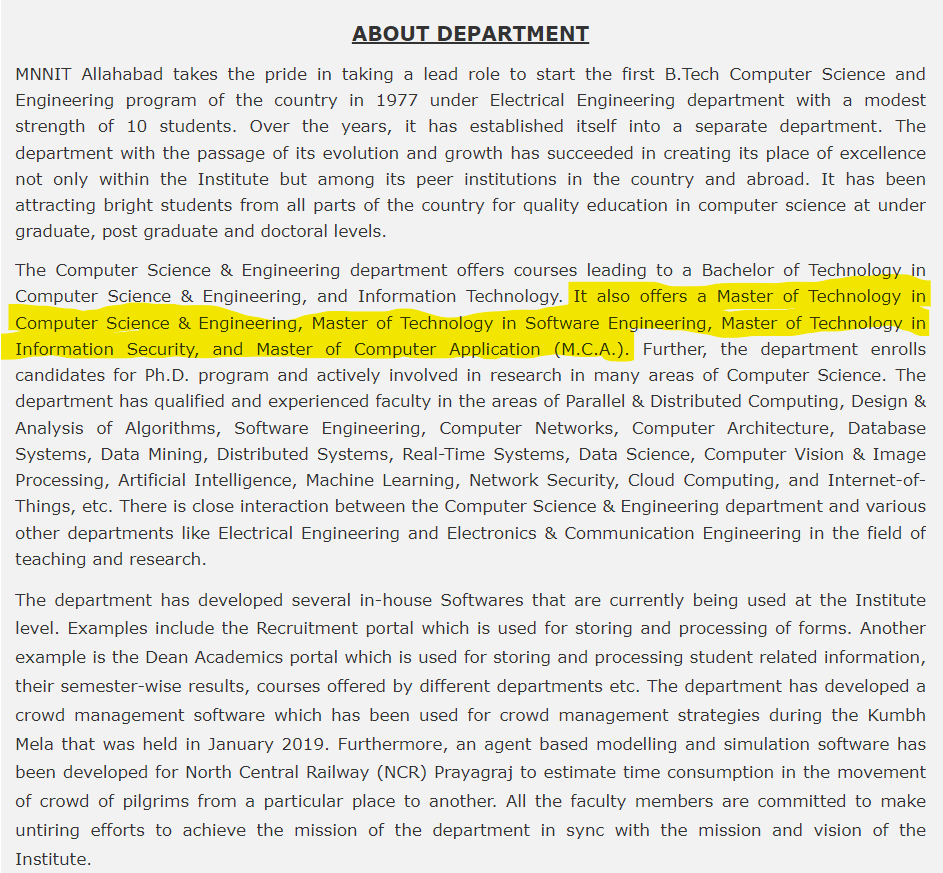 ABOUT DEPARTMENT
MNNIT Allahabad takes the pride in taking a lead role to start the first B.Tech Computer Science and
Engineering program of the country in 1977 under Electrical Engineering department with a modest
strength of 10 students. Over the years, it has established itself into a separate department. The
department with the passage of its evolution and growth has succeeded in creating its place of excellence
not only within the Institute but among its peer institutions in the country and abroad. It has been
attracting bright students from all parts of the country for quality education in computer science at under
graduate, post graduate and doctoral levels.
The Computer Science & Engineering department offers courses leading to a Bachelor of Technology in
Computer Science & Engineering, and Information Technology. It also offers a Master of Technology in
Computer Science & Engineering, Master of Technology in Software Engineering, Master of Technology in
Information Security, and Master of Computer Application (M.C.A.). Further, the department enrolls
candidates for Ph.D. program and actively involved in research in many areas of Computer Science. The
department has qualified and experienced faculty in the areas of Parallel & Distributed Computing, Design &
Analysis of Algorithms, Software Engineering, Computer Networks, Computer Architecture, Database
Systems, Data Mining, Distributed Systems, Real-Time Systems, Data Science, Computer Vision & Image
Processing, Artificial Intelligence, Machine Learning, Network Security, Cloud Computing, and Internet-of-
Things, etc. There is close interaction between the Computer Science & Engineering department and various
other departments like Electrical Engineering and Electronics & Communication Engineering in the field of
teaching and research.
The department has developed several in-house Softwares that are currently being used at the Institute
level. Examples include the Recruitment portal which is used for storing and processing of forms. Another
example is the Dean Academics portal which is used for storing and processing student related information,
their semester-wise results, courses offered by different departments etc. The department has developed a
crowd management software which has been used for crowd management strategies during the Kumbh
Mela that was held in January 2019. Furthermore, an agent based modelling and simulation software has
been developed for North Central Railway (NCR) Prayagraj to estimate time consumption in the movement
of crowd of pilgrims from a particular place to another. All the faculty members are committed to make
untiring efforts to achieve the mission of the department in sync with the mission and vision of the
Institute.